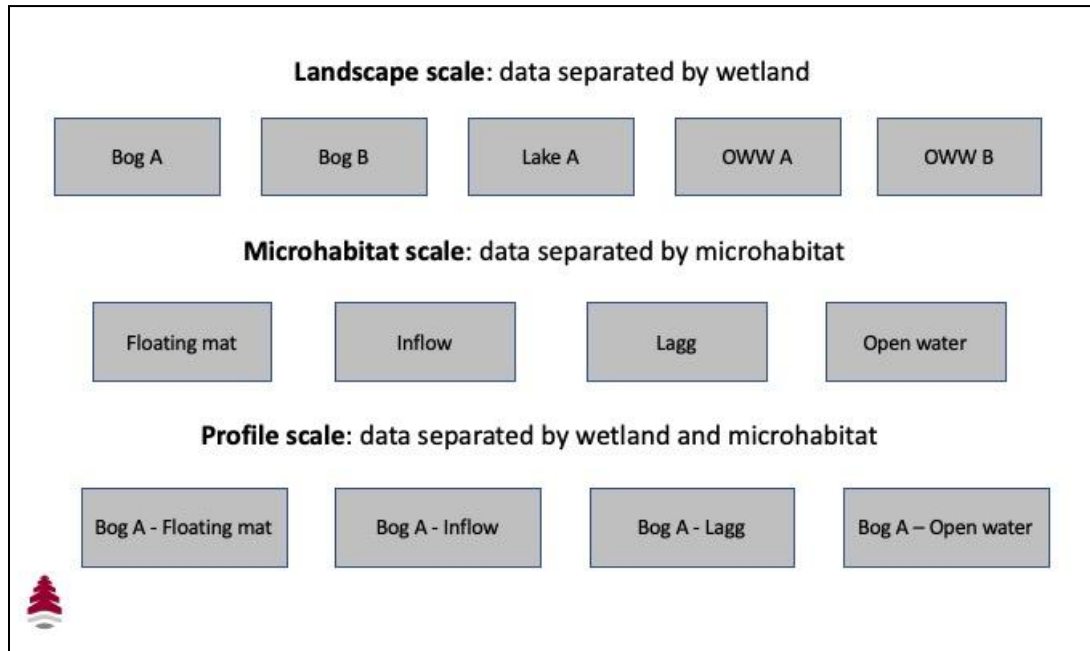 Landscape scale: data separated by wetland
Bog A
Bog B
Lake A
OWW A
OWW B
Microhabitat scale: data separated by microhabitat
Floating mat
Inflow
Lagg
Open water
Profile scale: data separated by wetland and microhabitat
Bog A - Floating mat
Bog A - Inflow
Bog A - Lagg
Bog A – Open water